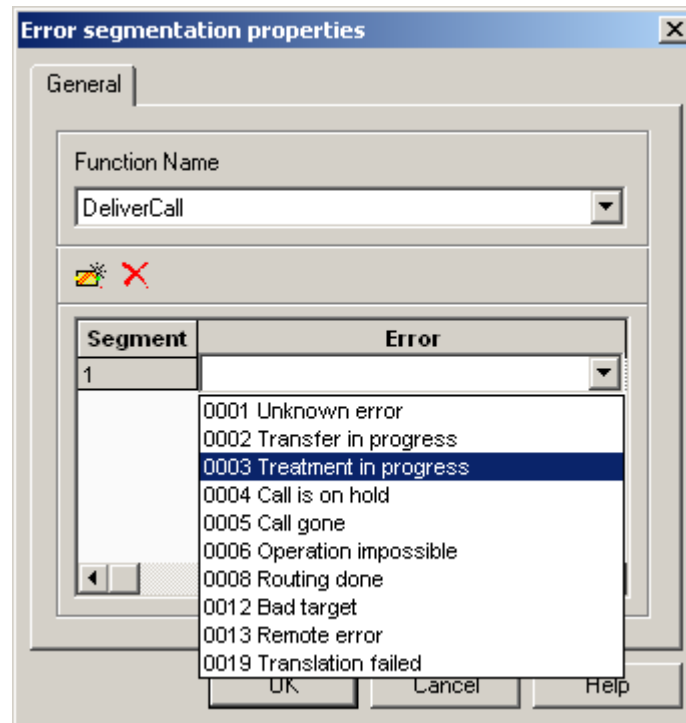 Error segmentation properties
General
Function Name
DeliverCall
Segment Error
1
0001 Unknown error
0002 Transfer in progress
0003 Treatment in progress
0004 Call is on hold
0005 Call gone
0006 Operation impossible
0008 Routing done
0012 Bad target
0013 Remote error
0019 Translation failed
OK Cancel Help